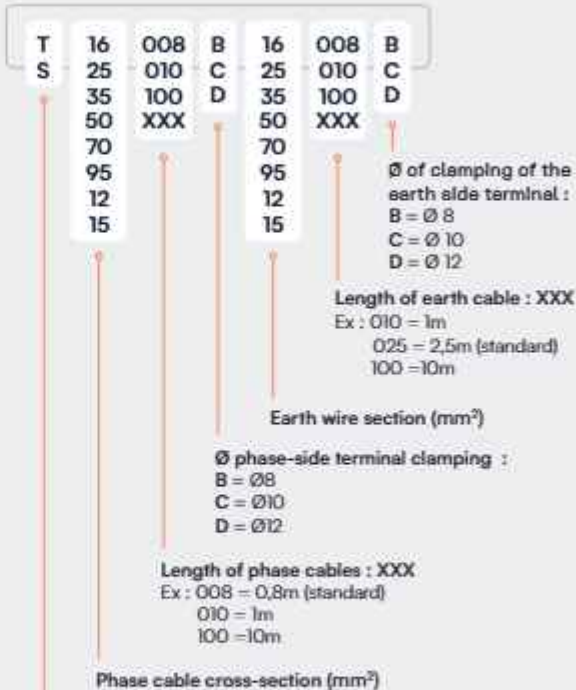 T 16 008 B 16 008 B
S 25 010 C 25 010 C
35 100 D 35 100 D
50 XXX 50 XXX
70 70
95 95
12 12
15 15
Ø of clamping of the
earth side terminal :
B = Ø 8
C = Ø 10
D = Ø 12
Length of earth cable : XXX
Ex : 010 = 1m
025 = 2,5m (standard)
100 =10m
Earth wire section (mm²)
Ø phase-side terminal clamping :
B = Ø8
C = Ø10
D = Ø12
Length of phase cables : XXX
Ex : 008 = 0,8m (standard)
010 = 1m
100 =10m
Phase cable cross-section (mm²)